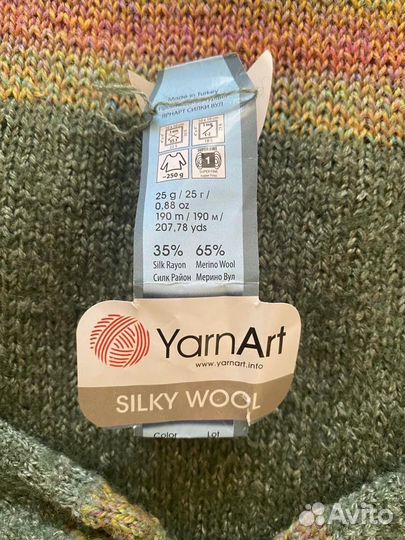 Made in Turkey
ЯРНАРТ СИЛКИ ВУЛ
~250 g
SUPER FINE
1
25 g / 25 г /
0,88 oz
190 m / 190 м /
207,78 yds
35% 65%
Silk Rayon Merino Wool
Силк Район Мерино Вул
YarnArt
www.yarnart.info
SILKY WOOL
Color Lot
Avito